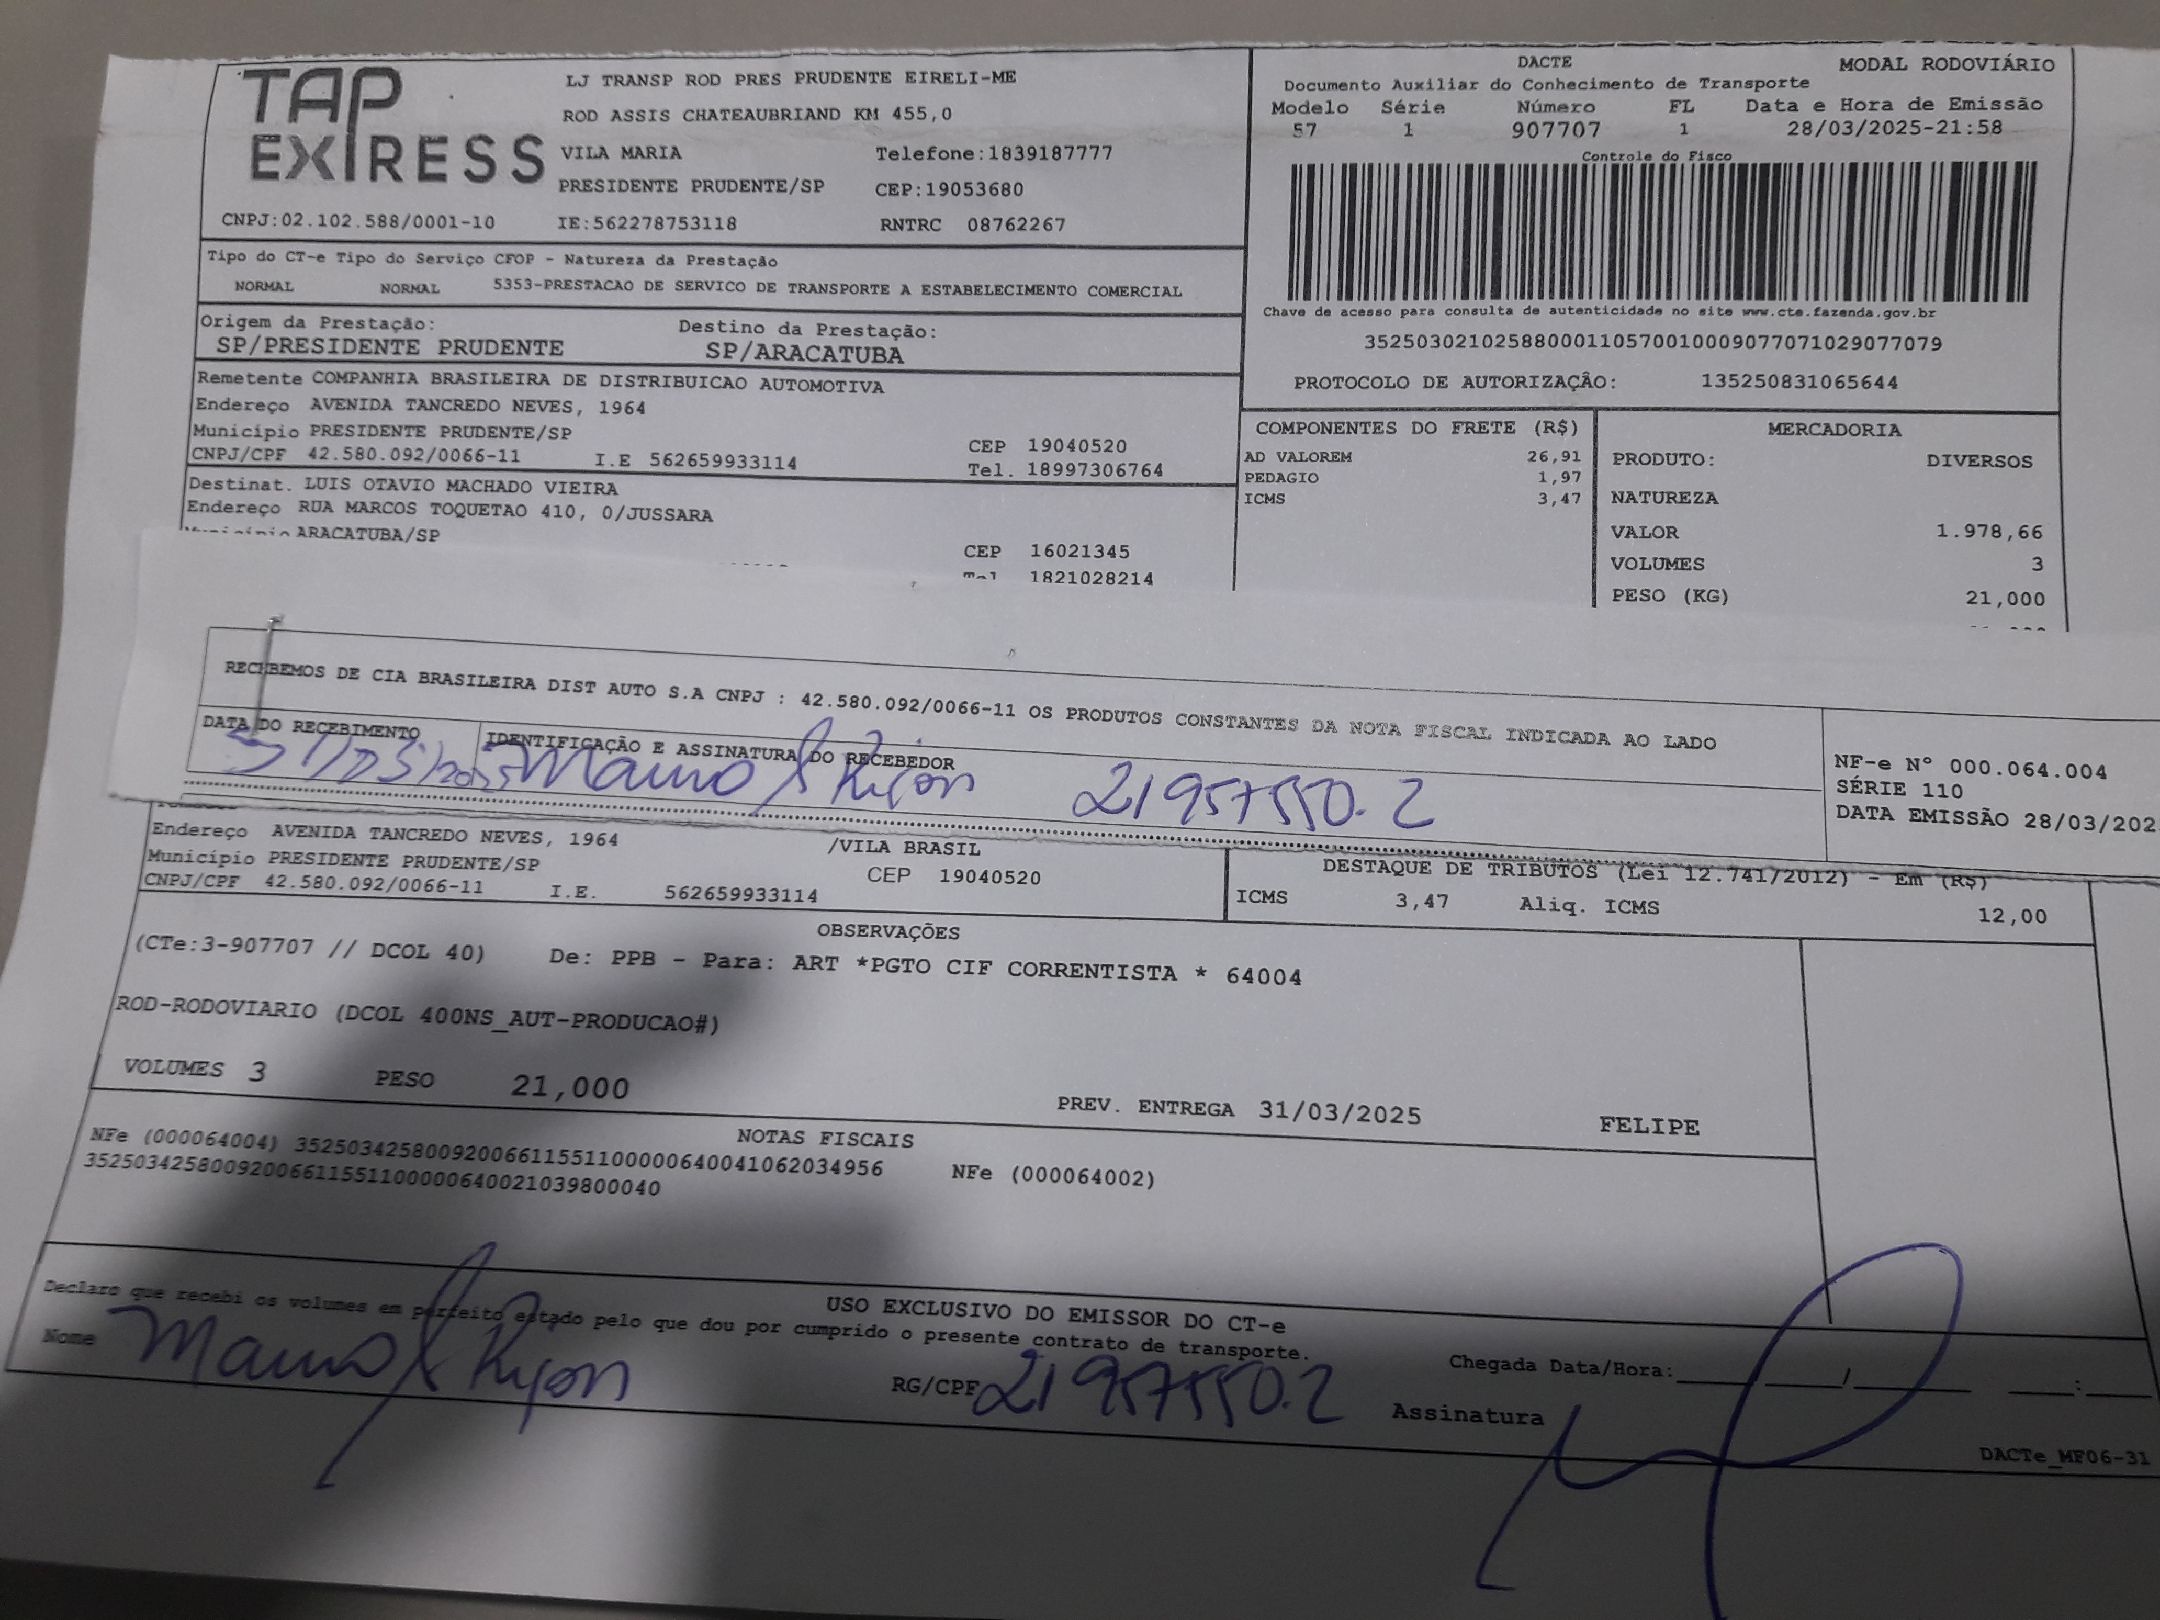 TAP EXPRESS
LJ TRANSP ROD PRES PRUDENTE EIRELI-ME
ROD ASSIS CHATEAUBRIAND KM 455,0
VILA MARIA Telefone:1839187777
PRESIDENTE PRUDENTE/SP CEP:19053680
CNPJ:02.102.588/0001-10 IE:562278753118 RNTRC 08762267
DACTE MODAL RODOVIÁRIO
Documento Auxiliar do Conhecimento de Transporte
Modelo Série Número FL Data e Hora de Emissão
57 1 907707 1 28/03/2025-21:58
Controle do Fisco
Chave de acesso para consulta de autenticidade no site www.cte.fazenda.gov.br
35250302102588000110570010009077071029077079
PROTOCOLO DE AUTORIZAÇÃO: 135250831065644
Tipo do CT-e Tipo do Serviço CFOP - Natureza da Prestação
NORMAL NORMAL 5353-PRESTACAO DE SERVICO DE TRANSPORTE A ESTABELECIMENTO COMERCIAL
Origem da Prestação: Destino da Prestação:
SP/PRESIDENTE PRUDENTE SP/ARACATUBA
Remetente COMPANHIA BRASILEIRA DE DISTRIBUICAO AUTOMOTIVA
Endereço AVENIDA TANCREDO NEVES, 1964
Município PRESIDENTE PRUDENTE/SP CEP 19040520
CNPJ/CPF 42.580.092/0066-11 I.E 562659933114 Tel. 18997306764
Destinat. LUIS OTAVIO MACHADO VIEIRA
Endereço RUA MARCOS TOQUETAO 410, 0/JUSSARA
Município ARACATUBA/SP CEP 16021345
Tel 1821028214
COMPONENTES DO FRETE (R$)
AD VALOREM 26,91
PEDAGIO 1,97
ICMS 3,47
MERCADORIA
PRODUTO: DIVERSOS
NATUREZA
VALOR 1.978,66
VOLUMES 3
PESO (KG) 21,000
RECEBEMOS DE CIA BRASILEIRA DIST AUTO S.A CNPJ : 42.580.092/0066-11 OS PRODUTOS CONSTANTES DA NOTA FISCAL INDICADA AO LADO
DATA DO RECEBIMENTO IDENTIFICAÇÃO E ASSINATURA DO RECEBEDOR
31/03/2025 Mauro 21957550.2
NF-e N° 000.064.004
SÉRIE 110
DATA EMISSÃO 28/03/202
Endereço AVENIDA TANCREDO NEVES, 1964 /VILA BRASIL
Município PRESIDENTE PRUDENTE/SP CEP 19040520
CNPJ/CPF 42.580.092/0066-11 I.E. 562659933114
DESTAQUE DE TRIBUTOS (Lei 12.741/2012) - Em (R$)
ICMS 3,47 Aliq. ICMS 12,00
OBSERVAÇÕES
(CTe:3-907707 // DCOL 40) De: PPB - Para: ART *PGTO CIF CORRENTISTA * 64004
ROD-RODOVIARIO (DCOL 400NS_AUT-PRODUCAO#)
VOLUMES 3 PESO 21,000 PREV. ENTREGA 31/03/2025 FELIPE
NOTAS FISCAIS
NFe (000064004) 35250342580092006611551100000640041062034956 NFe (000064002)
35250342580092006611551100000640021039800040
USO EXCLUSIVO DO EMISSOR DO CT-e
Declaro que recebi os volumes em perfeito estado pelo que dou por cumprido o presente contrato de transporte.
Nome Mauro RG/CPF 21957550.2 Chegada Data/Hora:___ ___/___ ___:___
Assinatura
DACTe_MF06-31